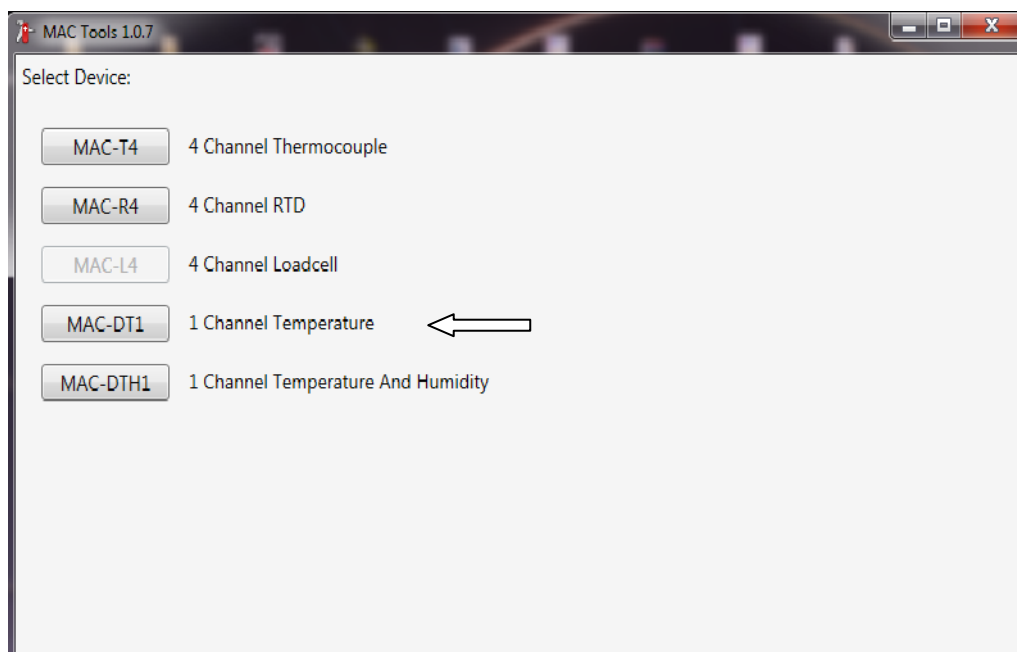 MAC Tools 1.0.7
Select Device:
MAC-T4 4 Channel Thermocouple
MAC-R4 4 Channel RTD
MAC-L4 4 Channel Loadcell
MAC-DT1 1 Channel Temperature
MAC-DTH1 1 Channel Temperature And Humidity